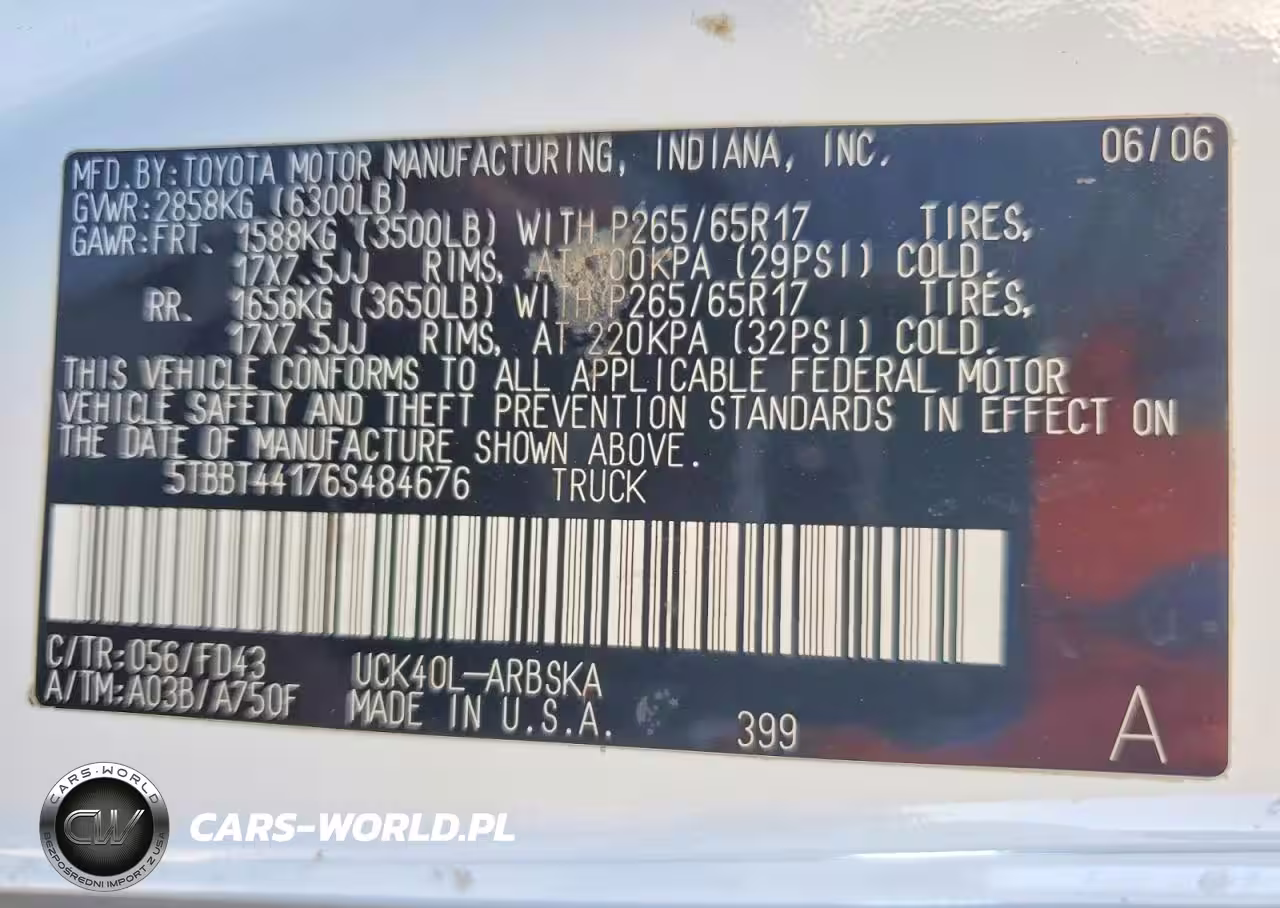 MFD.BY:TOYOTA MOTOR MANUFACTURING, INDIANA, INC. 06/06
GVWR:2858KG (6300LB)
GAWR:FRT. 1588KG (3500LB) WITH P265/65R17 TIRES,
17X7.5JJ RIMS, AT 200KPA (29PSI) COLD.
RR. 1656KG (3650LB) WITH P265/65R17 TIRES,
17X7.5JJ RIMS, AT 220KPA (32PSI) COLD.
THIS VEHICLE CONFORMS TO ALL APPLICABLE FEDERAL MOTOR
VEHICLE SAFETY AND THEFT PREVENTION STANDARDS IN EFFECT ON
THE DATE OF MANUFACTURE SHOWN ABOVE.
5TBBT44176S484676 TRUCK
C/TR:056/FD43 UCK40L-ARBSKA
A/TM:A03B/A750F MADE IN U.S.A. 399 A
CARS-WORLD
CW
BEZPOŚREDNI IMPORT Z USA
CARS-WORLD.PL